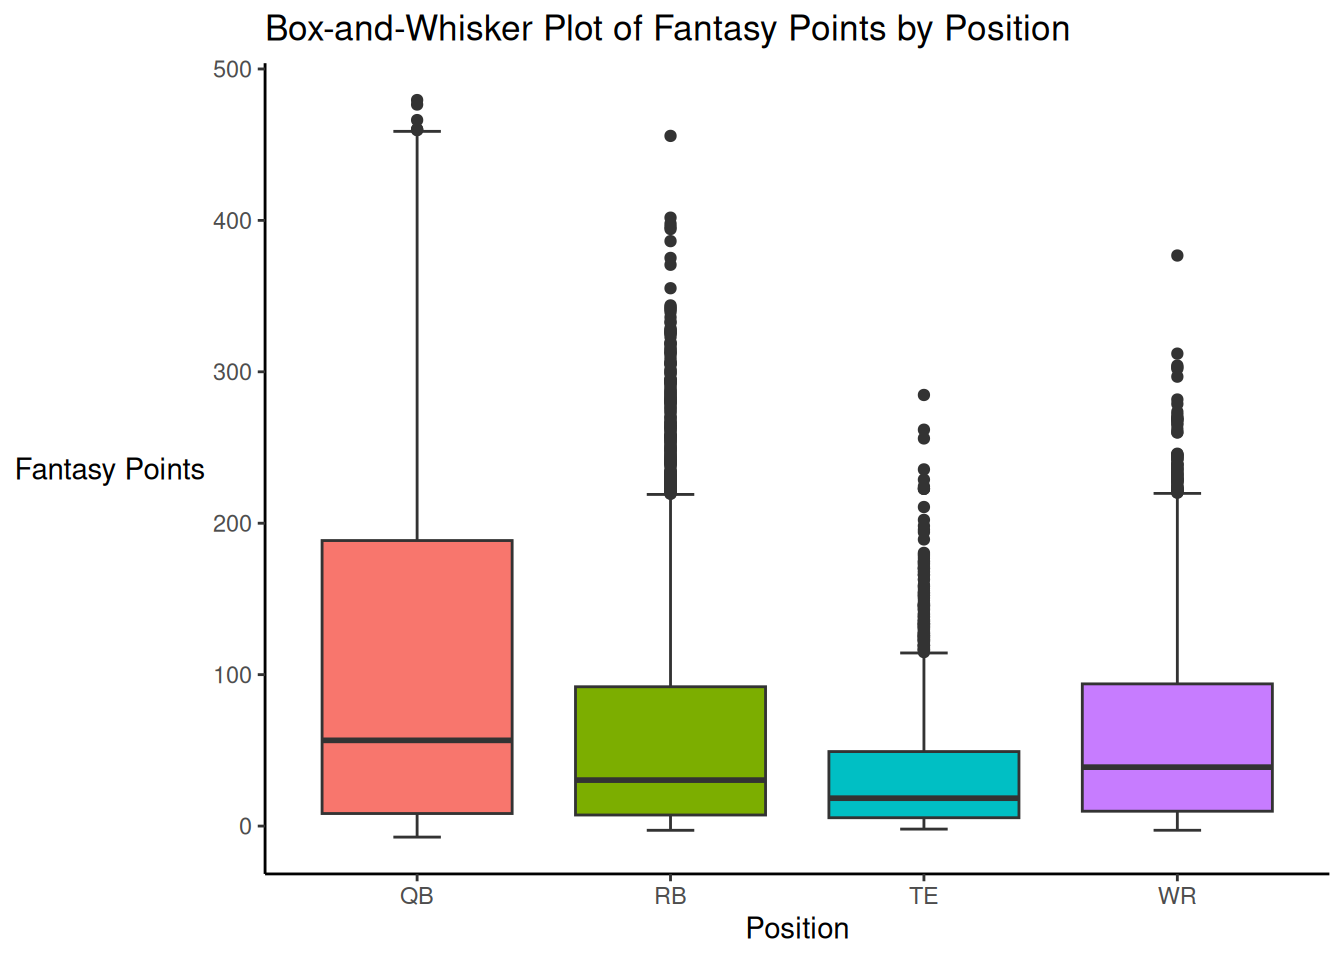 Box-and-Whisker Plot of Fantasy Points by Position
500
400
300
200
100
0
Fantasy Points
QB RB TE WR
Position